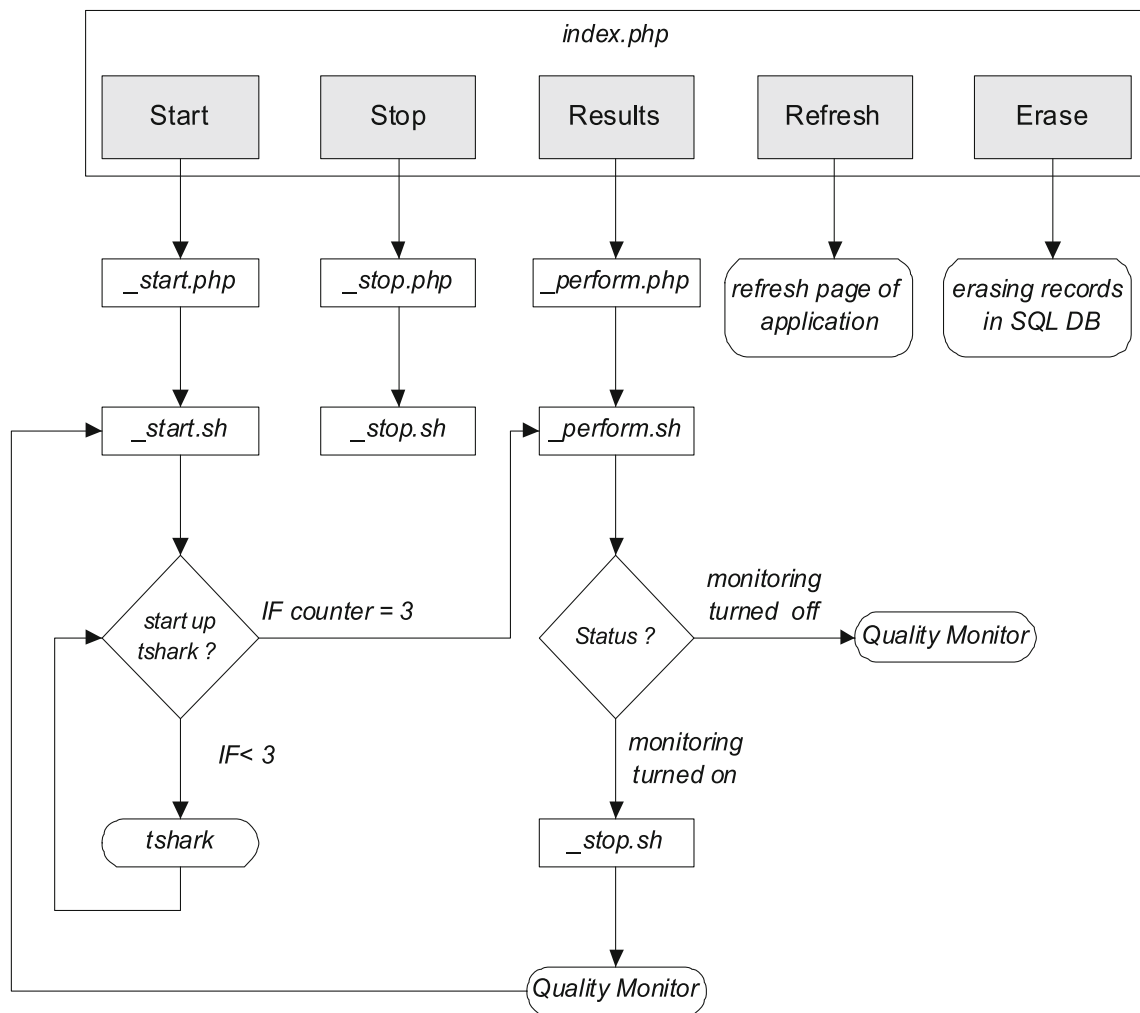 index.php
Start
Stop
Results
Refresh
Erase
_start.php
_stop.php
_perform.php
refresh page of
application
erasing records
in SQL DB
_start.sh
_stop.sh
_perform.sh
start up
tshark ?
IF counter = 3
Status ?
monitoring
turned off
Quality Monitor
IF< 3
monitoring
turned on
tshark
_stop.sh
Quality Monitor